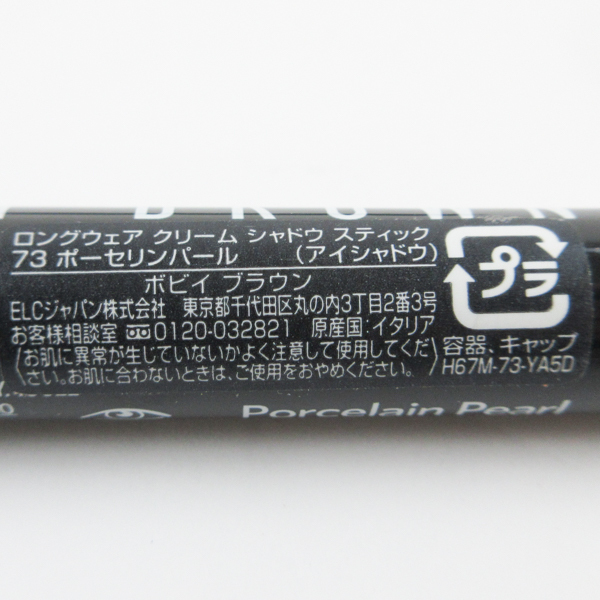 BROWN
ロングウェア クリーム シャドウ スティック
73 ポーセリンパール （アイシャドウ）
ボビイ ブラウン
ELCジャパン株式会社 東京都千代田区丸の内3丁目2番3号
お客様相談室 0120-032821 原産国：イタリア
お肌に異常が生じていないかよく注意して使用してくだ
さい。お肌に合わないときは、ご使用をおやめください。
プラ
容器、キャップ
H67M-73-YA5D
Porcelain Pearl